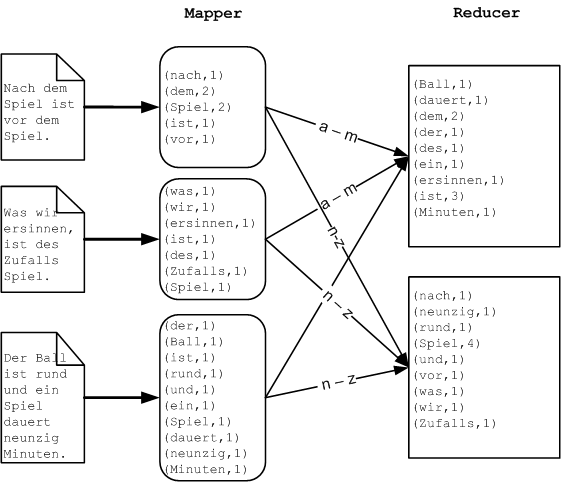 Mapper
Reducer
Nach dem
Spiel ist
vor dem
Spiel.
(nach,1)
(dem,2)
(Spiel,2)
(ist,1)
(vor,1)
Was wir
ersinnen,
ist des
Zufalls
Spiel.
(was,1)
(wir,1)
(ersinnen,1)
(ist,1)
(des,1)
(Zufalls,1)
(Spiel,1)
Der Ball
ist rund
und ein
Spiel
dauert
neunzig
Minuten.
(der,1)
(Ball,1)
(ist,1)
(rund,1)
(und,1)
(ein,1)
(Spiel,1)
(dauert,1)
(neunzig,1)
(Minuten,1)
a – m
a – m
n-z
n – z
n – z
(Ball,1)
(dauert,1)
(dem,2)
(der,1)
(des,1)
(ein,1)
(ersinnen,1)
(ist,3)
(Minuten,1)
(nach,1)
(neunzig,1)
(rund,1)
(Spiel,4)
(und,1)
(vor,1)
(was,1)
(wir,1)
(Zufalls,1)